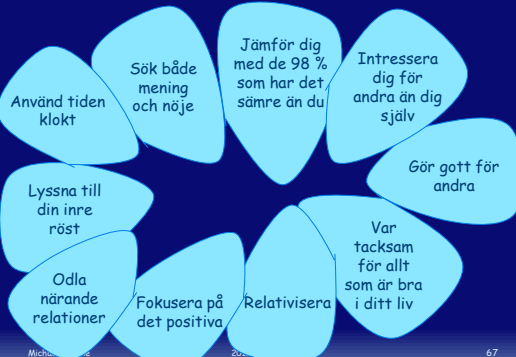 Jämför dig
med de 98 %
som har det
sämre än du
Intressera
dig för
andra än dig
själv
Gör gott för
andra
Var
tacksam
för allt
som är bra
i ditt liv
Relativisera
Fokusera på
det positiva
Odla
närande
relationer
Lyssna till
din inre
röst
Använd tiden
klokt
Sök både
mening
och nöje
67